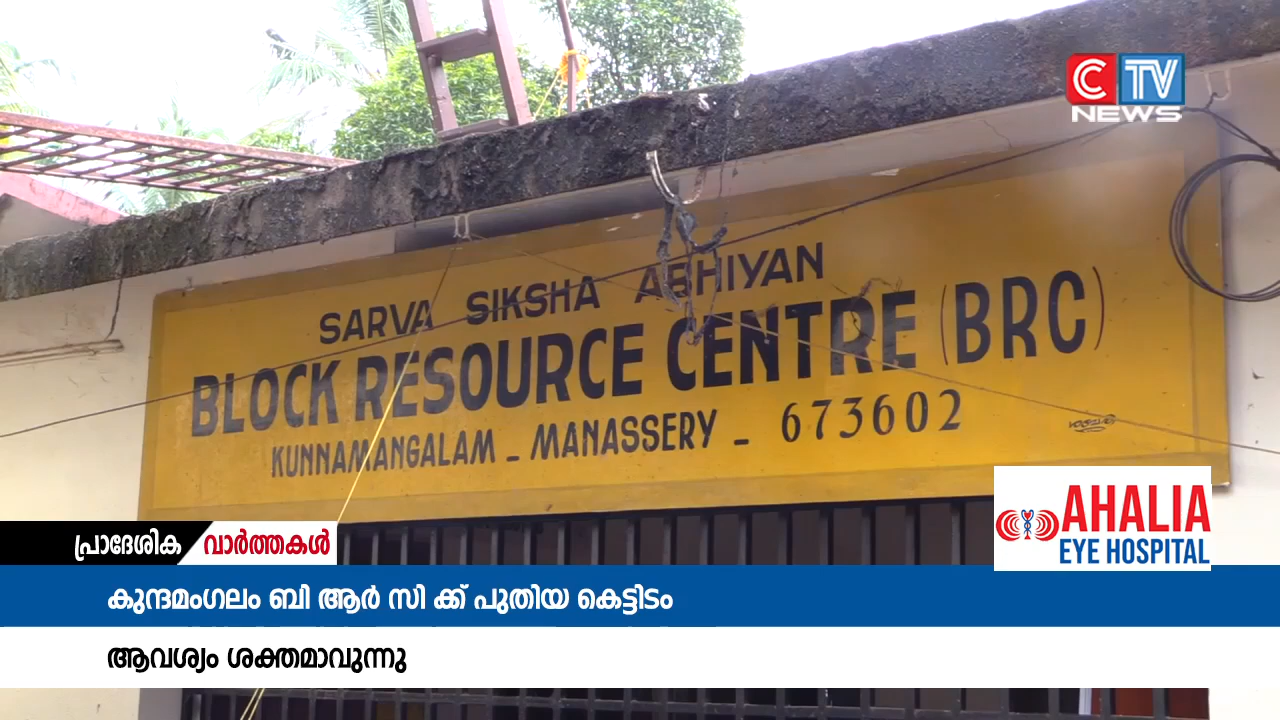 C TV
NEWS
SARVA SIKSHA ABHIYAN
BLOCK RESOURCE CENTRE (BRC)
KUNNAMANGALAM - MANASSERY - 673602
AHALIA
EYE HOSPITAL
പ്രാദേശിക വാർത്തകൾ
കുന്ദമംഗലം ബി ആർ സി ക്ക് പുതിയ കെട്ടിടം
ആവശ്യം ശക്തമാവുന്നു